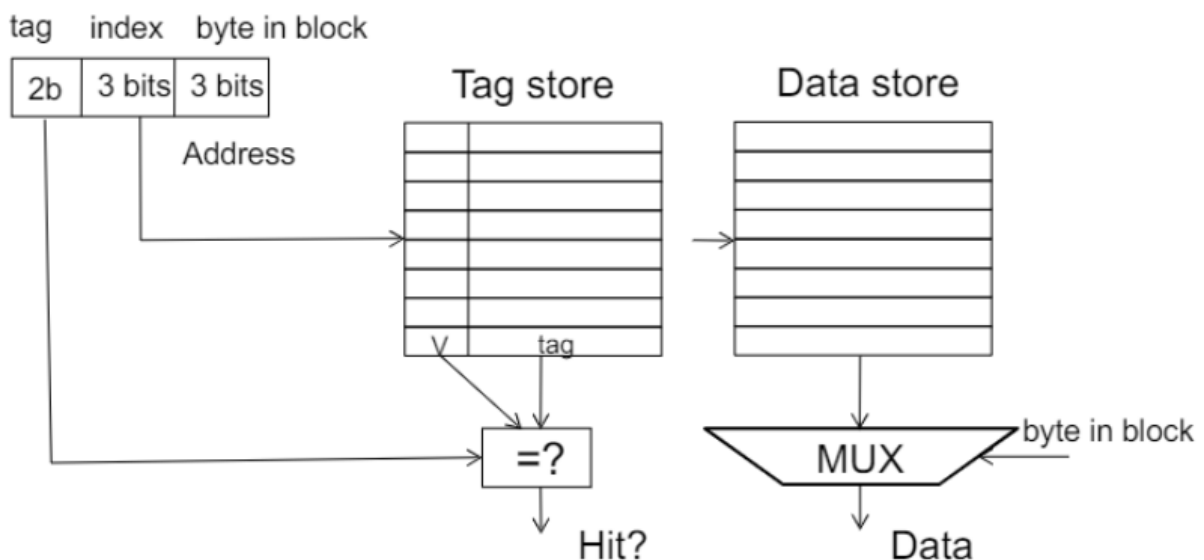 tag index byte in block
2b 3 bits 3 bits
Tag store Data store
Address
V tag
=? MUX byte in block
Hit? Data